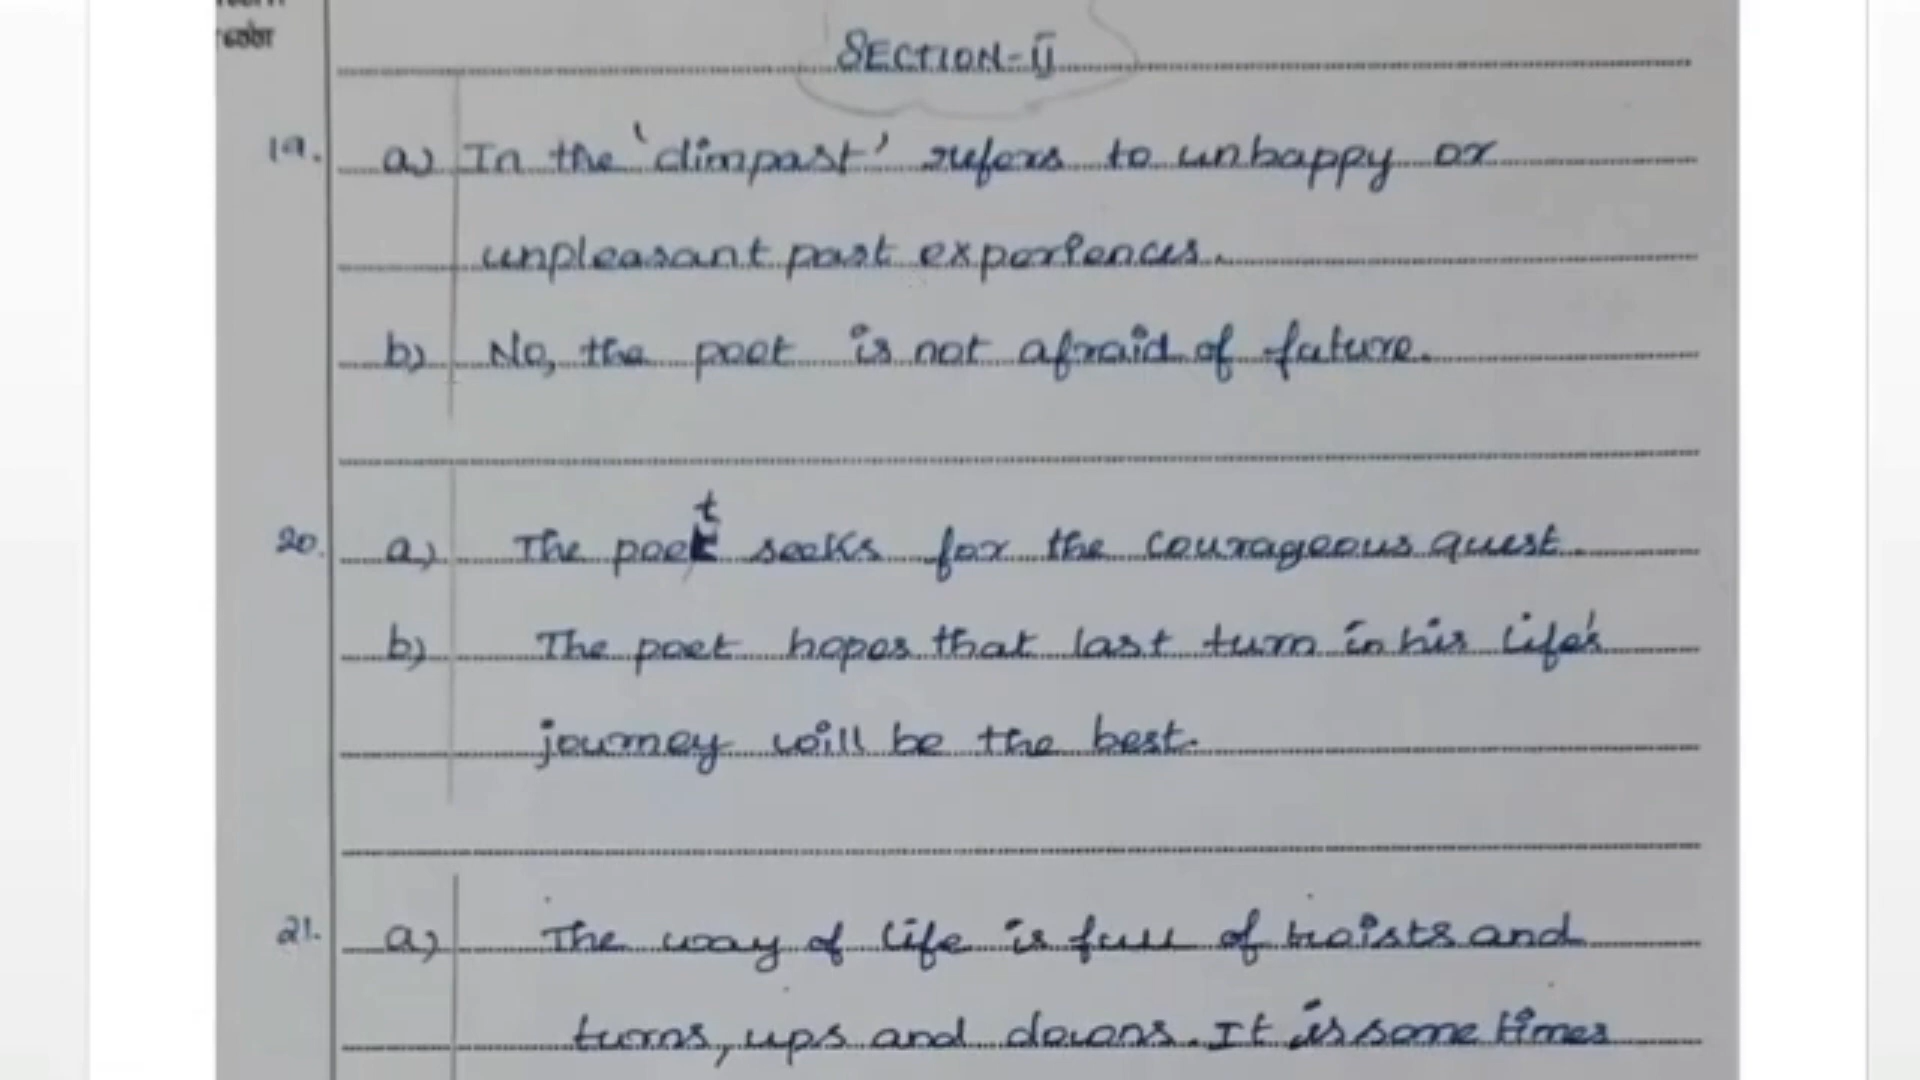 SECTION-II
19. a) In the 'dimpast' refers to unhappy or
unpleasant past experiences.
b) No, the poet is not afraid of future.
20. a) The poet seeks for the courageous quest.
b) The poet hopes that last turn in his life's
journey will be the best.
21. a) The way of life is full of twists and
turns, ups and downs. It is some times